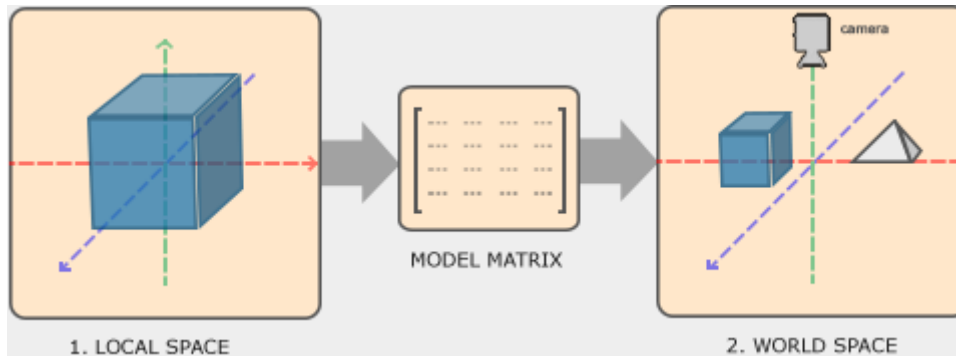 camera
MODEL MATRIX
1. LOCAL SPACE
2. WORLD SPACE